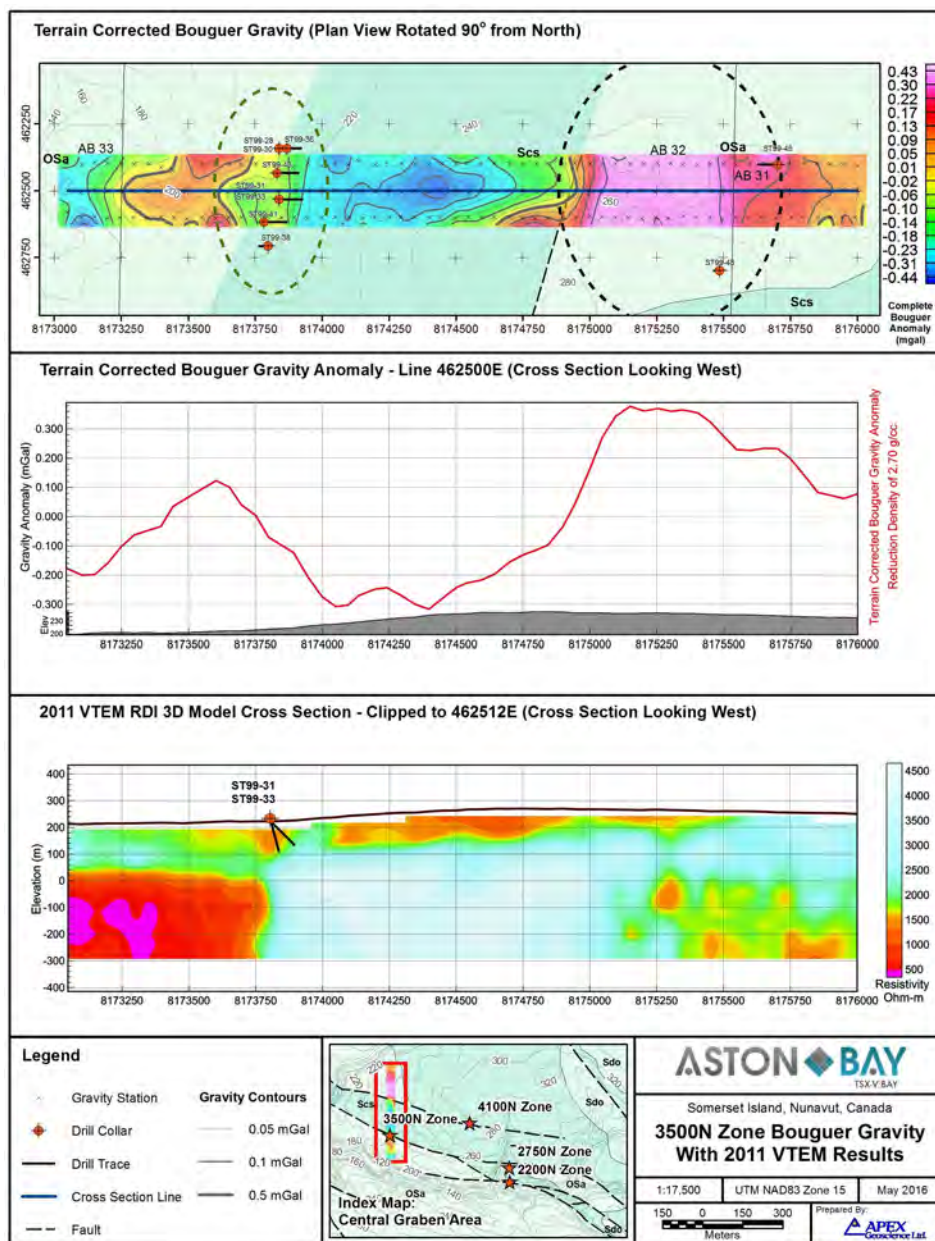 Terrain Corrected Bouguer Gravity (Plan View Rotated 90° from North)
462250
462500
462750
140
160
180
200
220
240
260
280
OSa
AB 33
ST99-28
ST99-36
ST99-30
ST99-31
ST99-33
ST99-41
ST99-38
Scs
AB 32
OSa
AB 31
Scs
0.43
0.30
0.22
0.17
0.13
0.09
0.05
0.01
-0.02
-0.06
-0.10
-0.14
-0.18
-0.24
-0.31
-0.44
Complete
Bouguer
Anomaly
(mgal)
8173000 8173250 8173500 8173750 8174000 8174250 8174500 8174750 8175000 8175250 8175500 8175750 8176000
Terrain Corrected Bouguer Gravity Anomaly - Line 462500E (Cross Section Looking West)
Gravity Anomaly (mGal)
0.300
0.200
0.100
0.000
-0.100
-0.200
-0.300
Elev
230
200
8173250 8173500 8173750 8174000 8174250 8174500 8174750 8175000 8175250 8175500 8175750 8176000
Terrain Corrected Bouguer Gravity Anomaly
Reduction Density of 2.70 g/cc
2011 VTEM RDI 3D Model Cross Section - Clipped to 462512E (Cross Section Looking West)
ST99-31
ST99-33
Elevation (m)
400
300
200
100
0
-100
-200
-300
-400
8173250 8173500 8173750 8174000 8174250 8174500 8174750 8175000 8175250 8175500 8175750 8176000
4500
4000
3500
3000
2500
2000
1500
1000
500
Resistivity
Ohm-m
Legend
Gravity Station
Drill Collar
Drill Trace
Cross Section Line
Fault
Gravity Contours
0.05 mGal
0.1 mGal
0.5 mGal
3500N Zone
4100N Zone
2750N Zone
2200N Zone
Scs
OSa
Sdo
Sdo
Index Map:
Central Graben Area
ASTON BAY
TSX-V:BAY
Somerset Island, Nunavut, Canada
3500N Zone Bouguer Gravity
With 2011 VTEM Results
1:17,500
UTM NAD83 Zone 15
May 2016
150 0 150 300
Meters
Prepared By:
APEX
Geoscience Ltd.